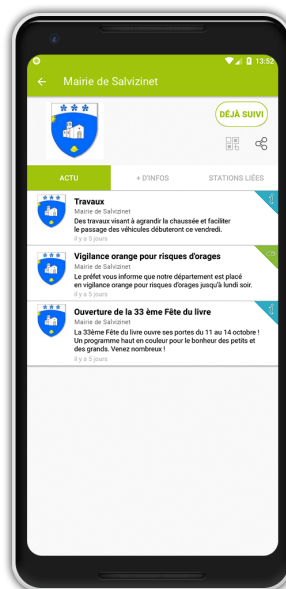 13:52
Mairie de Salvizinet
DÉJÀ SUIVI
ACTU
+ D'INFOS
STATIONS LIÉES
Travaux
Mairie de Salvizinet
Des travaux visant à agrandir la chaussée et faciliter
le passage des véhicules débuteront ce vendredi.
il y a 5 jours
Vigilance orange pour risques d'orages
Mairie de Salvizinet
Le préfet vous informe que notre département est placé
en vigilance orange pour risques d'orages jusqu'à lundi soir.
il y a 5 jours
Ouverture de la 33 ème Fête du livre
Mairie de Salvizinet
La 33ème Fête du livre ouvre ses portes du 11 au 14 octobre !
Un programme haut en couleur pour le bonheur des petits et
des grands. Venez nombreux !
il y a 5 jours